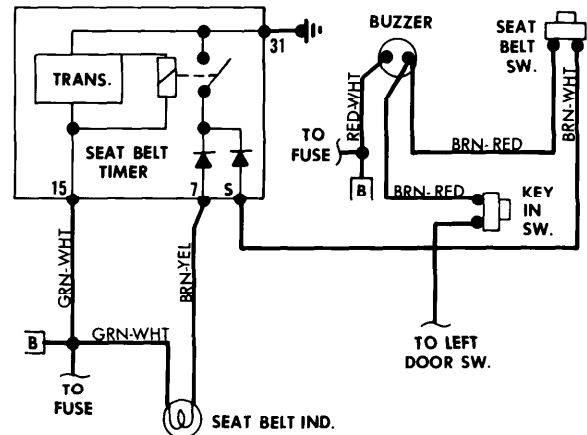 31
BUZZER
SEAT
BELT
SW.
TRANS.
SEAT BELT
TIMER
15
7
S
RED-WHT
TO
FUSE
B
BRN-RED
BRN-WHT
BRN-RED
KEY
IN
SW.
GRN-WHT
BRN-YEL
B
GRN-WHT
TO
FUSE
TO LEFT
DOOR SW.
SEAT BELT IND.